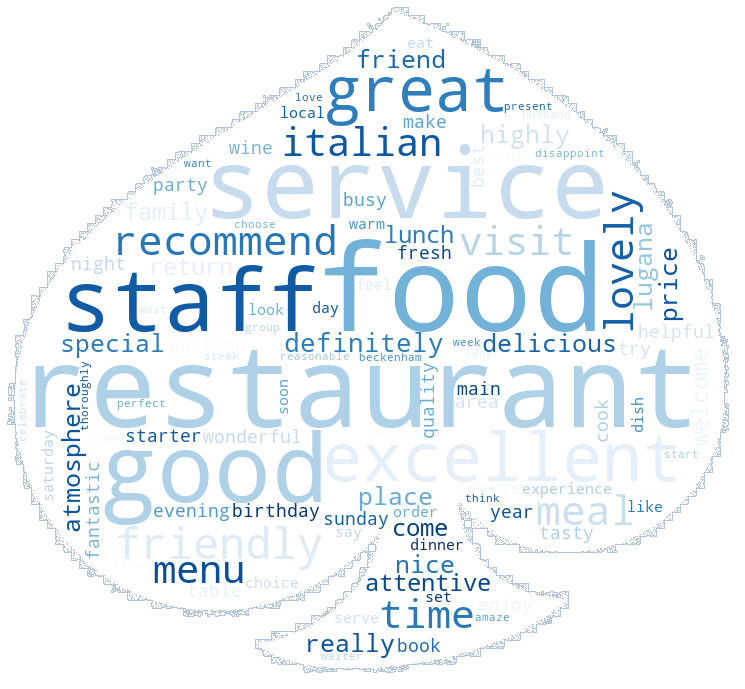 eat
friend
great
love
present
local
husband
make
italian
highly
wine
best
disappoint
want
service
party
busy
family
lovely
choose
warm
lunch
recommend
visit
lugana
fresh
price
night
return
staff
food
feel
wait
look
day
group
helpful
special
portion
definitely
week
delicious
try
owner
steak
reasonable
beckenham
restaurant
thoroughly
welcome
celebrate
perfect
soon
quality
main
area
atmosphere
cook
dish
starter
wonderful
good
excellent
start
saturday
fantastic
experience
think
place
evening
birthday
sunday
order
year
meal
like
friendly
say
come
tasty
dinner
menu
nice
attentive
table
choice
set
enjoy
time
serve
amaze
really
book
waiter